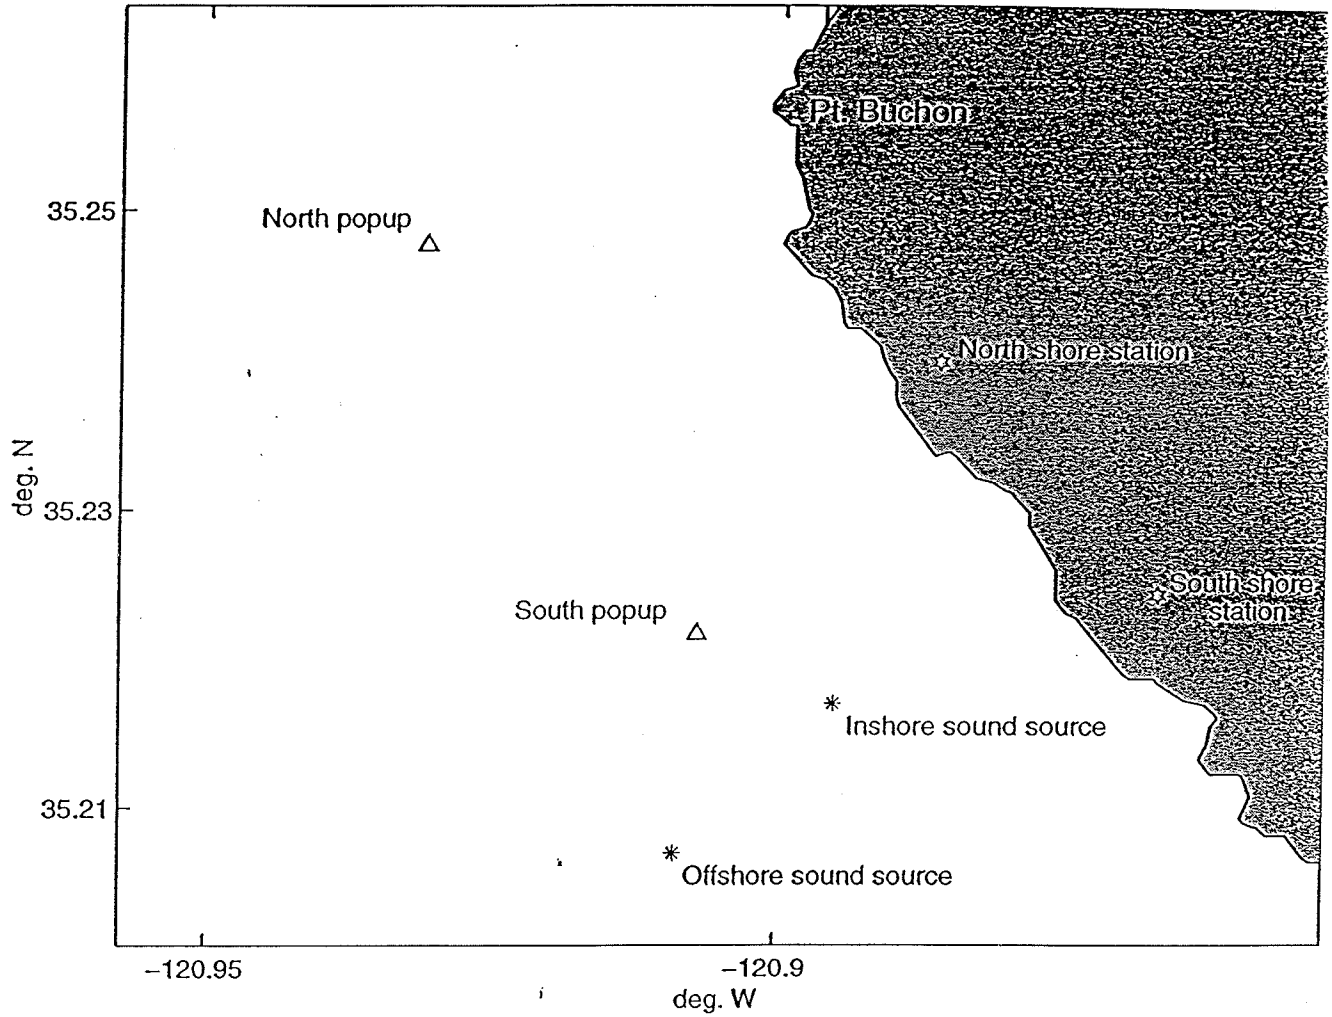 Pt. Buchon
35.25
North popup
North shore station
deg. N
35.23
South shore
station
South popup
Inshore sound source
35.21
Offshore sound source
-120.95
-120.9
deg. W